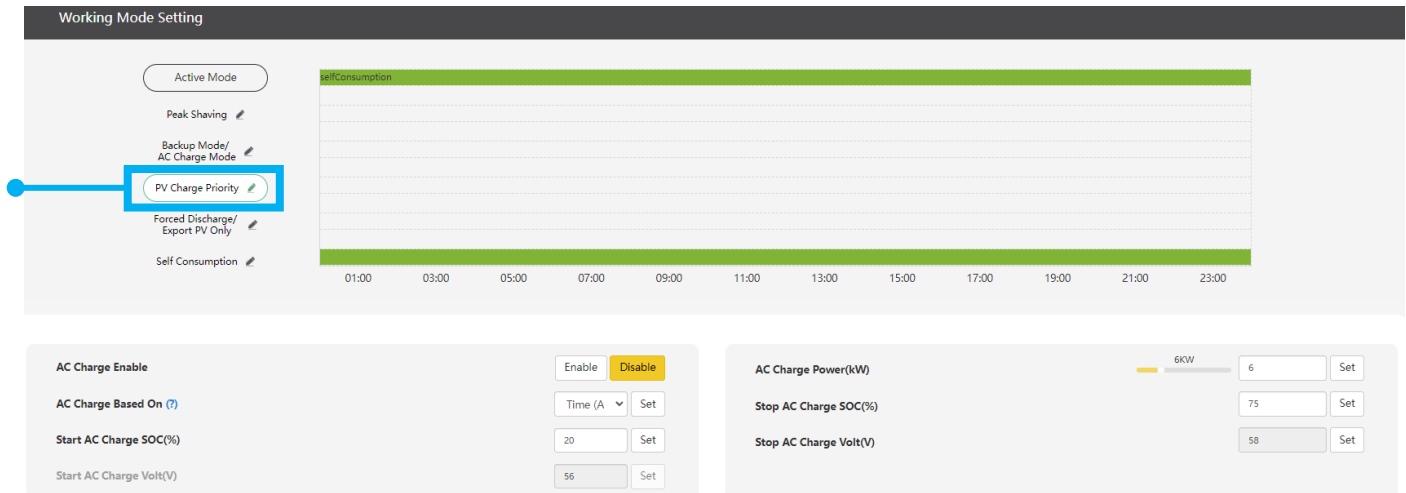 Working Mode Setting
Active Mode
selfConsumption
Peak Shaving
Backup Mode/
AC Charge Mode
PV Charge Priority
Forced Discharge/
Export PV Only
Self Consumption
01:00 03:00 05:00 07:00 09:00 11:00 13:00 15:00 17:00 19:00 21:00 23:00
AC Charge Enable Enable Disable
AC Charge Based On (?) Time (A Set
Start AC Charge SOC(%) 20 Set
Start AC Charge Volt(V) 56 Set
AC Charge Power(kW) 6KW 6 Set
Stop AC Charge SOC(%) 75 Set
Stop AC Charge Volt(V) 58 Set